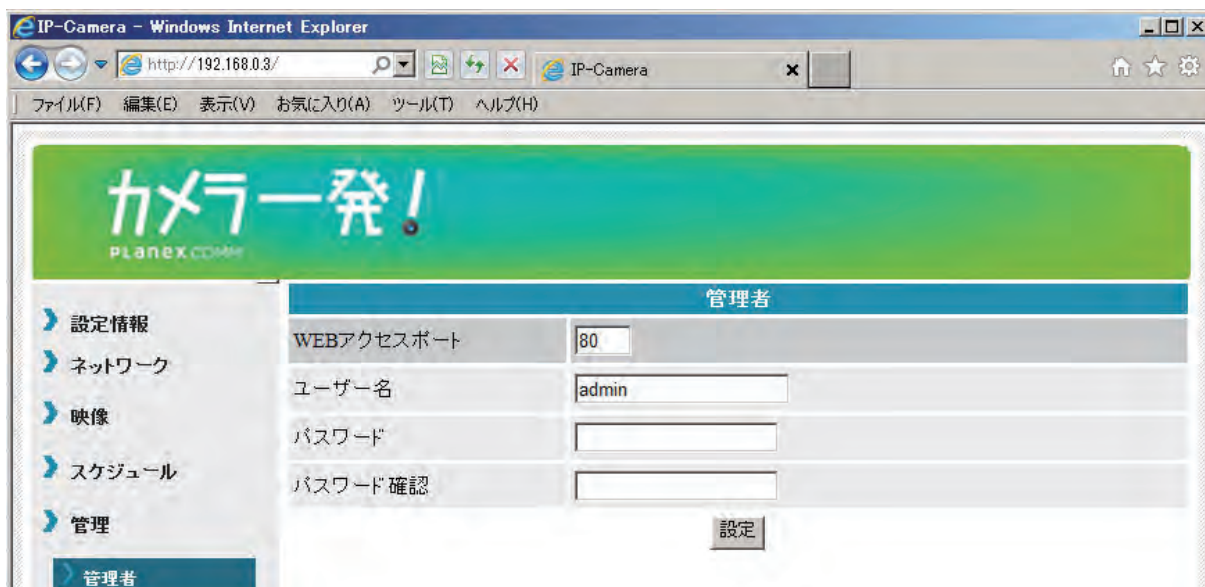 IP-Camera - Windows Internet Explorer
http://192.168.0.3/
IP-Camera
ファイル(F) 編集(E) 表示(V) お気に入り(A) ツール(T) ヘルプ(H)
カメラ一発!
PLANEX COMM
設定情報
ネットワーク
映像
スケジュール
管理
管理者
管理者
WEBアクセスポート
80
ユーザー名
admin
パスワード
パスワード確認
設定